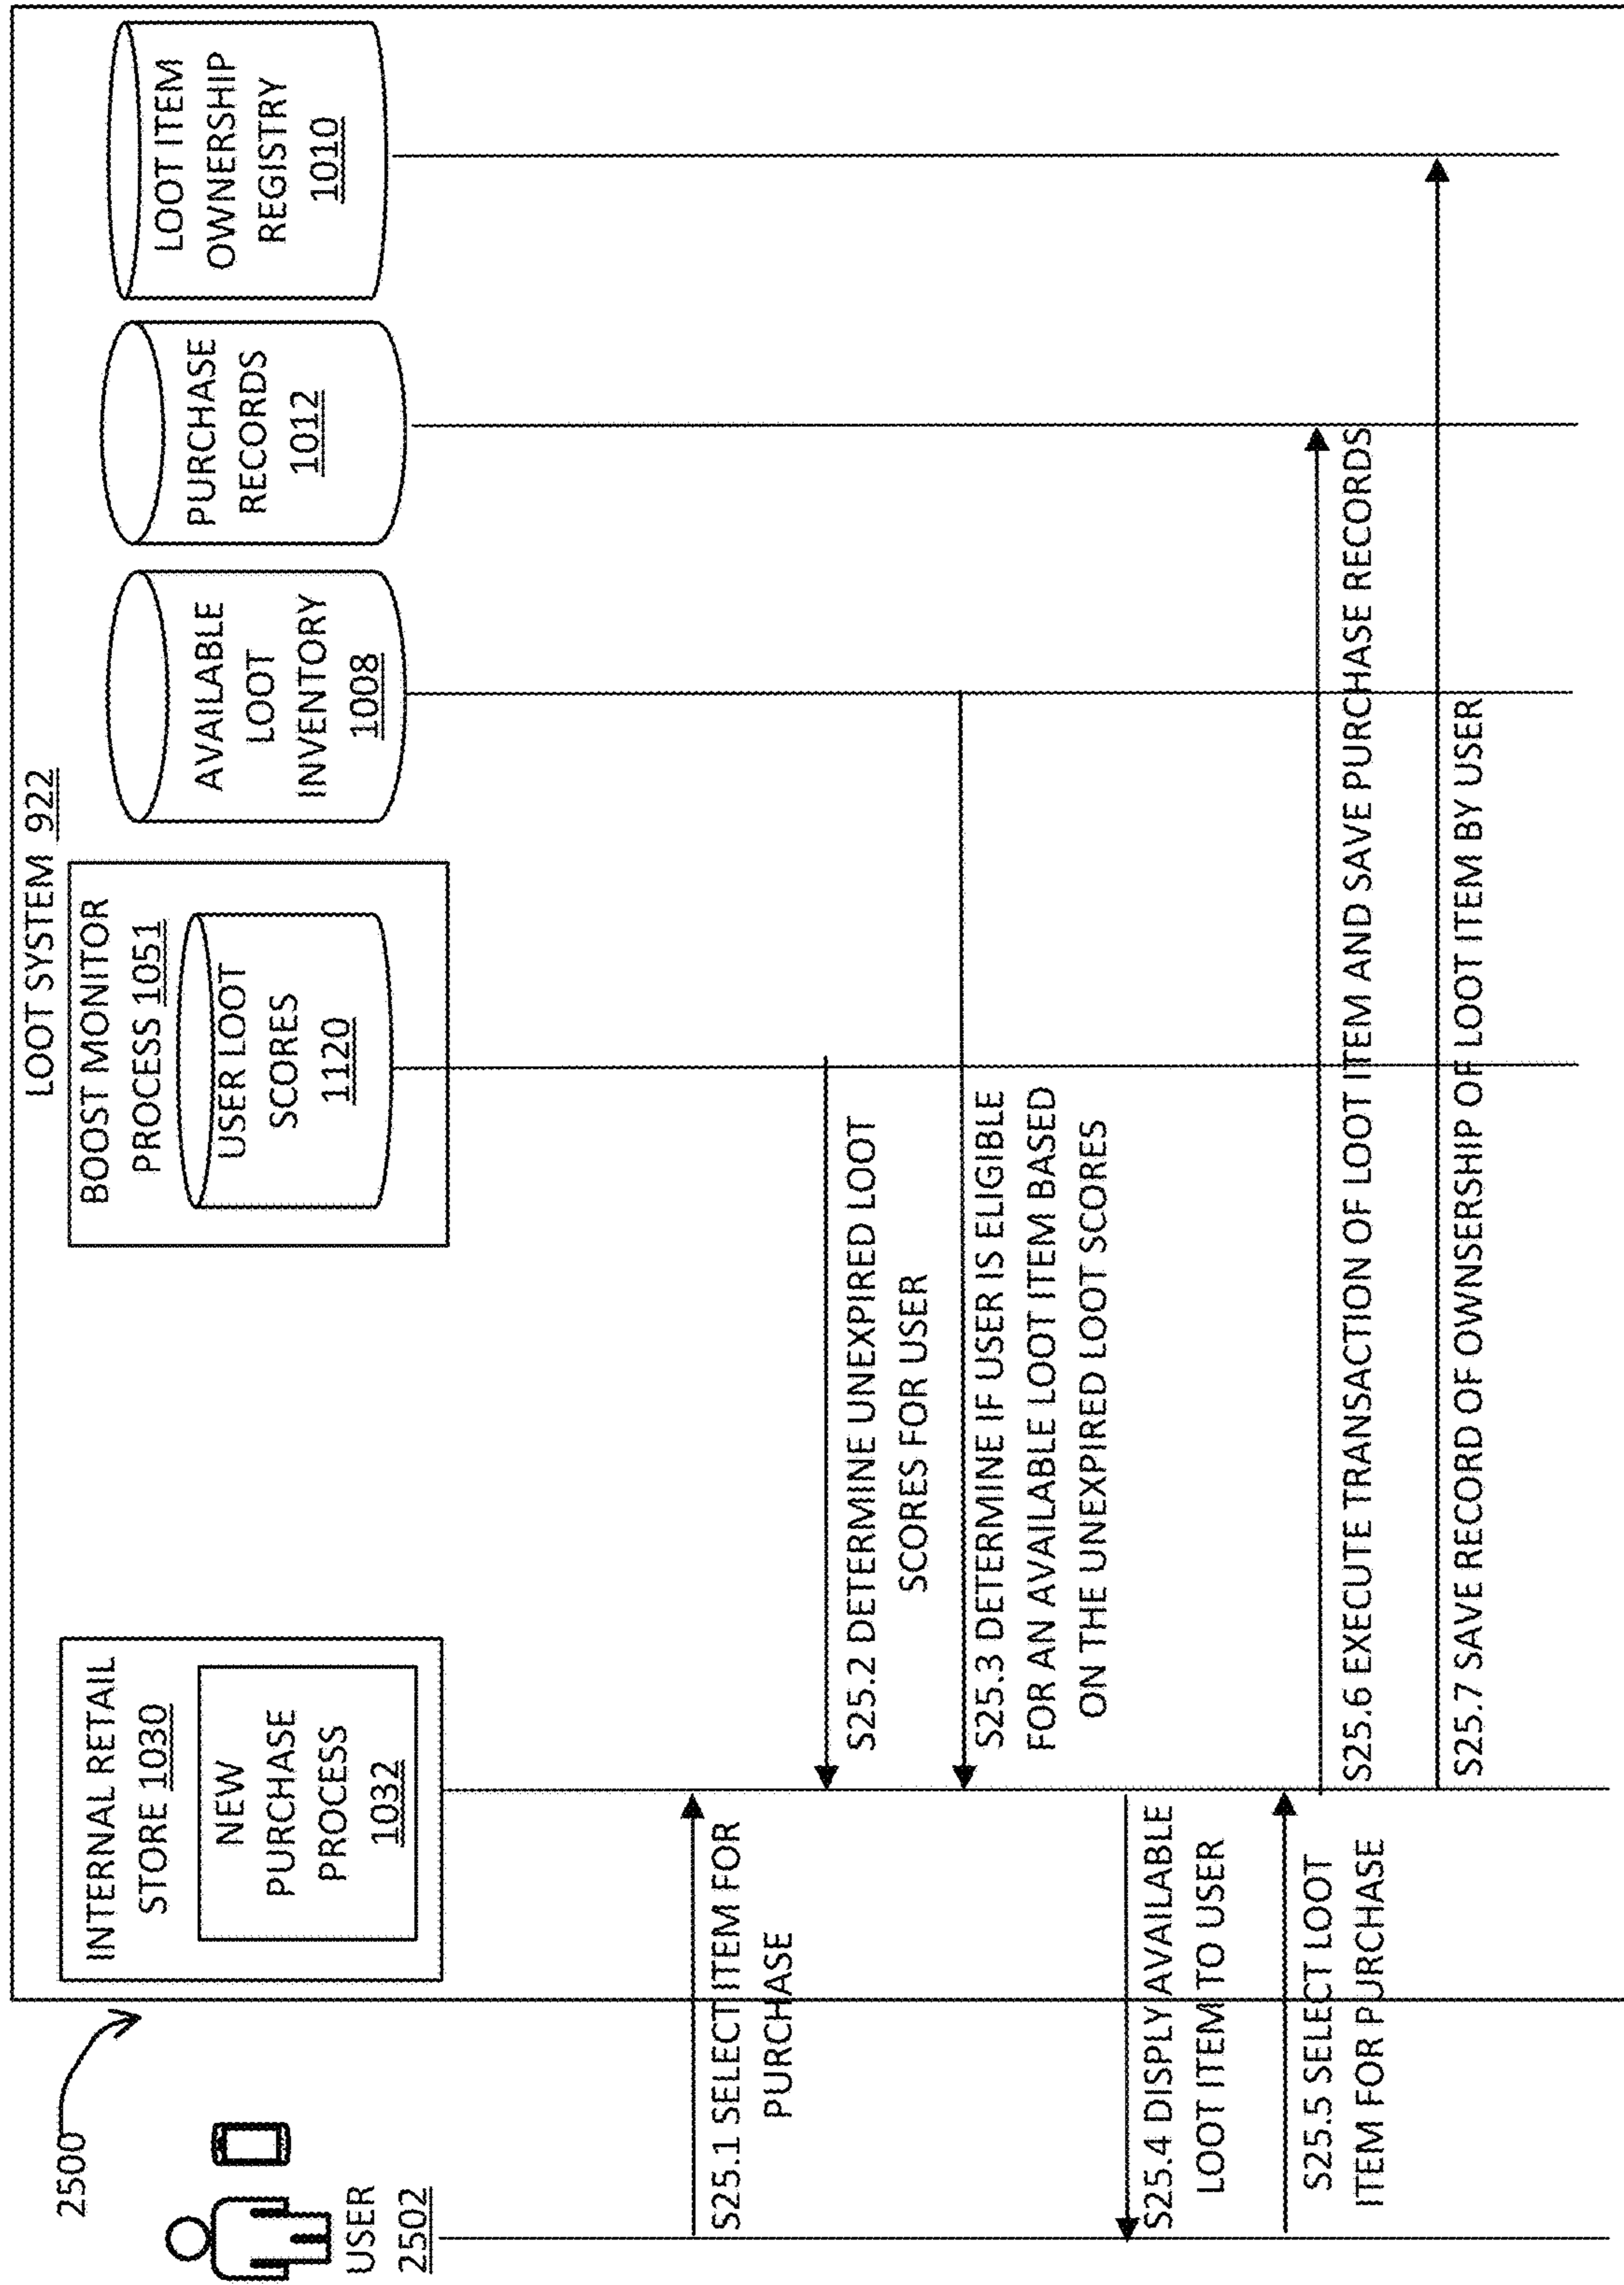 2500
USER
2502
LOOT SYSTEM 922
INTERNAL RETAIL
STORE 1030
NEW
PURCHASE
PROCESS
1032
BOOST MONITOR
PROCESS 1051
USER LOOT
SCORES
1120
AVAILABLE
LOOT
INVENTORY
1008
PURCHASE
RECORDS
1012
LOOT ITEM
OWNERSHIP
REGISTRY
1010
S25.1 SELECT ITEM FOR
PURCHASE
S25.2 DETERMINE UNEXPIRED LOOT
SCORES FOR USER
S25.3 DETERMINE IF USER IS ELIGIBLE
FOR AN AVAILABLE LOOT ITEM BASED
ON THE UNEXPIRED LOOT SCORES
S25.4 DISPLAY AVAILABLE
LOOT ITEM TO USER
S25.5 SELECT LOOT
ITEM FOR PURCHASE
S25.6 EXECUTE TRANSACTION OF LOOT ITEM AND SAVE PURCHASE RECORDS
S25.7 SAVE RECORD OF OWNSERSHIP OF LOOT ITEM BY USER